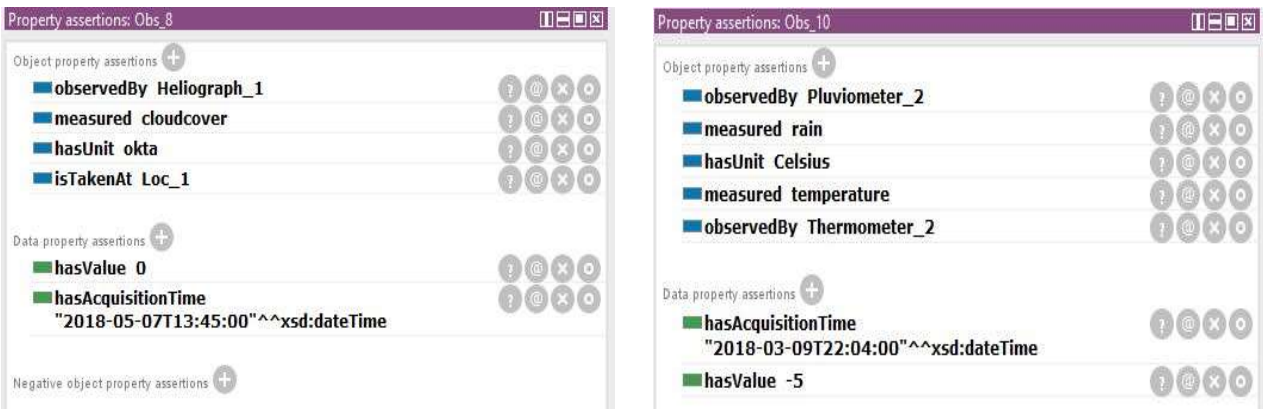 Property assertions: Obs_8
Object property assertions
observedBy Heliograph_1
measured cloudcover
hasUnit okta
isTakenAt Loc_1
Data property assertions
hasValue 0
hasAcquisitionTime
"2018-05-07T13:45:00"^^xsd:dateTime
Negative object property assertions
Property assertions: Obs_10
Object property assertions
observedBy Pluviometer_2
measured rain
hasUnit Celsius
measured temperature
observedBy Thermometer_2
Data property assertions
hasAcquisitionTime
"2018-03-09T22:04:00"^^xsd:dateTime
hasValue -5